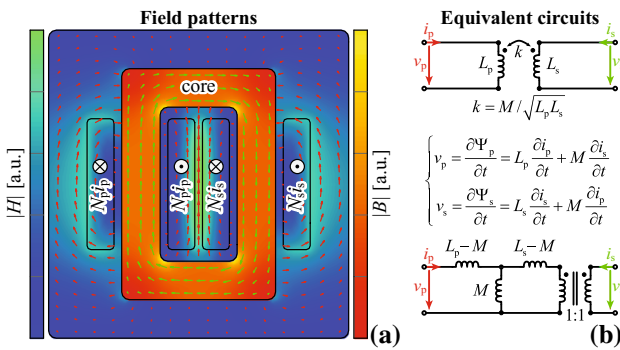 Field patterns
Equivalent circuits
|H| [a.u.]
core
N_p i_p
N_p i_p
N_s i_s
N_s i_s
|B| [a.u.]
(a)
i_p
k
i_s
v_p
L_p
L_s
v
k = M / √(L_p L_s)
v_p = ∂Ψ_p/∂t = L_p ∂i_p/∂t + M ∂i_s/∂t
v_s = ∂Ψ_s/∂t = L_s ∂i_s/∂t + M ∂i_p/∂t
i_p
L_p − M
L_s − M
i_s
v_p
M
v
1:1
(b)